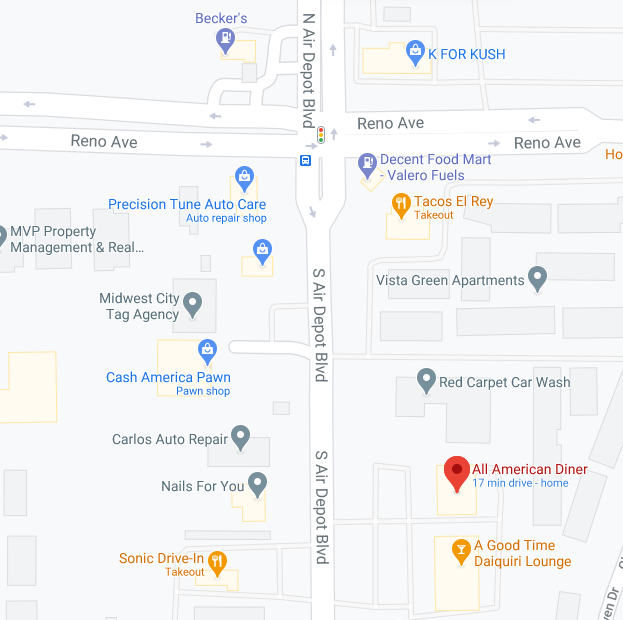 Becker's
N Air Depot Blvd
K FOR KUSH
Reno Ave
Reno Ave
Reno Ave
Ho
Decent Food Mart
- Valero Fuels
Precision Tune Auto Care
Auto repair shop
Tacos El Rey
Takeout
MVP Property
Management & Real...
Vista Green Apartments
Midwest City
Tag Agency
S Air Depot Blvd
Cash America Pawn
Pawn shop
Red Carpet Car Wash
Carlos Auto Repair
S Air Depot Blvd
All American Diner
17 min drive - home
Nails For You
A Good Time
Daiquiri Lounge
Sonic Drive-In
Takeout
ven Dr